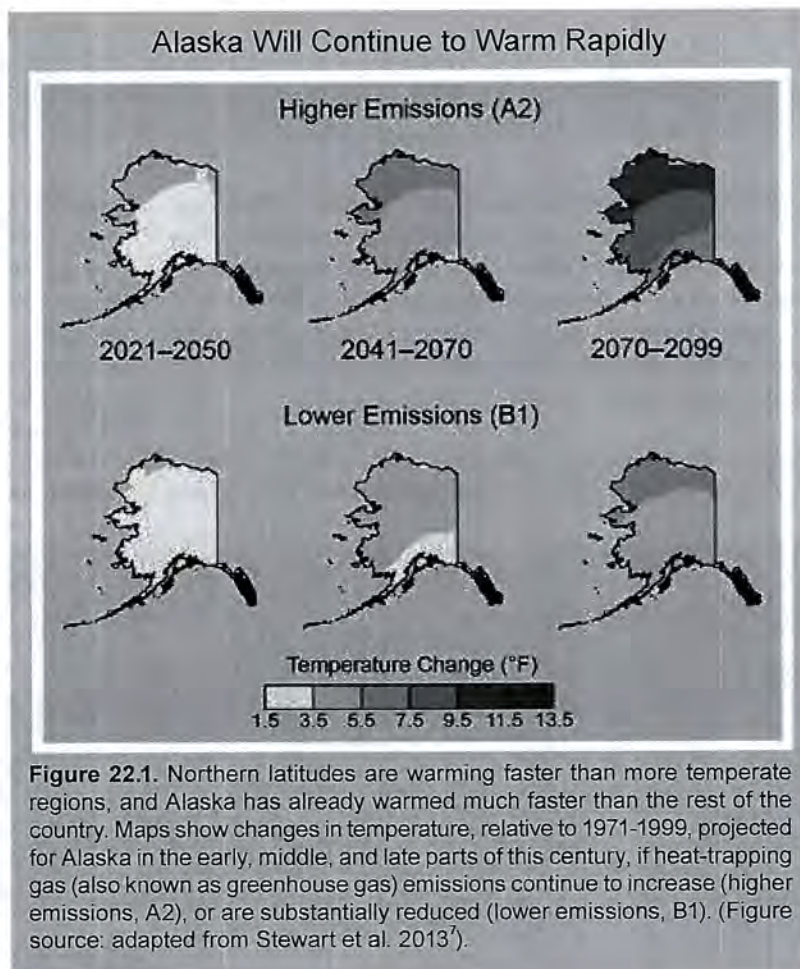 Alaska Will Continue to Warm Rapidly
Higher Emissions (A2)
2021–2050 2041–2070 2070–2099
Lower Emissions (B1)
Temperature Change (°F)
1.5 3.5 5.5 7.5 9.5 11.5 13.5
Figure 22.1. Northern latitudes are warming faster than more temperate
regions, and Alaska has already warmed much faster than the rest of the
country. Maps show changes in temperature, relative to 1971-1999, projected
for Alaska in the early, middle, and late parts of this century, if heat-trapping
gas (also known as greenhouse gas) emissions continue to increase (higher
emissions, A2), or are substantially reduced (lower emissions, B1). (Figure
source: adapted from Stewart et al. 2013⁷).